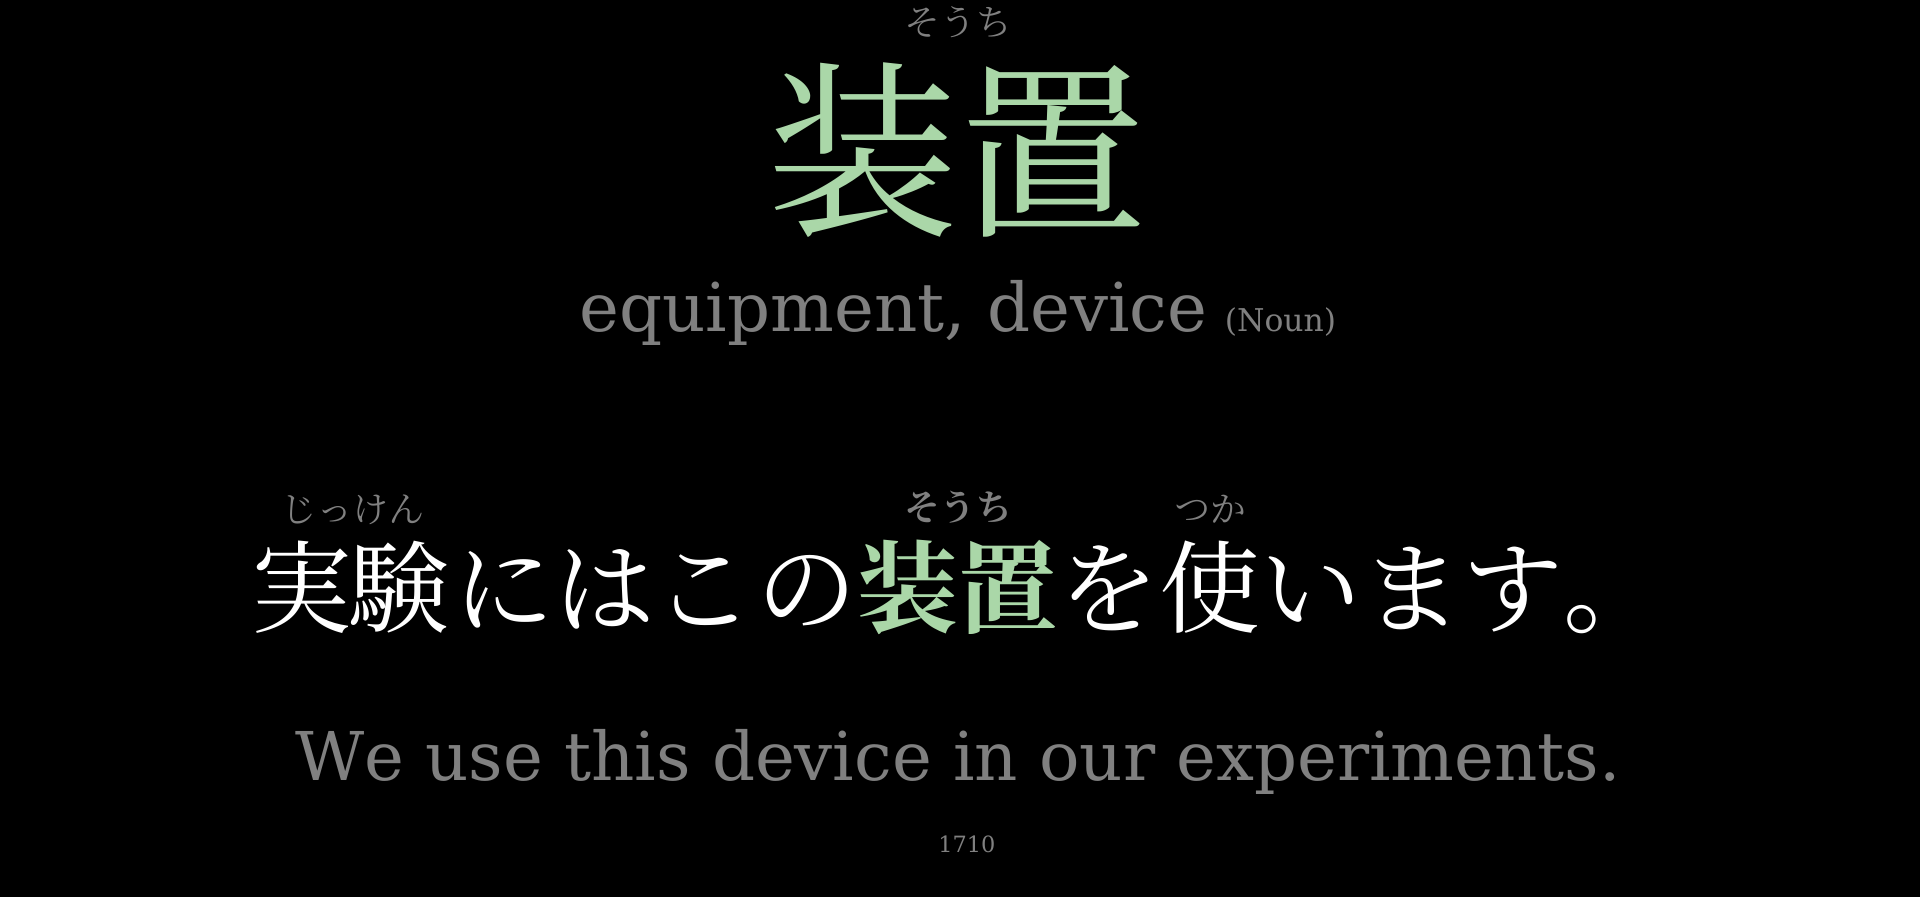 そうち
装置
equipment, device (Noun)
じっけん そうち つか
実験にはこの装置を使います。
We use this device in our experiments.
1710